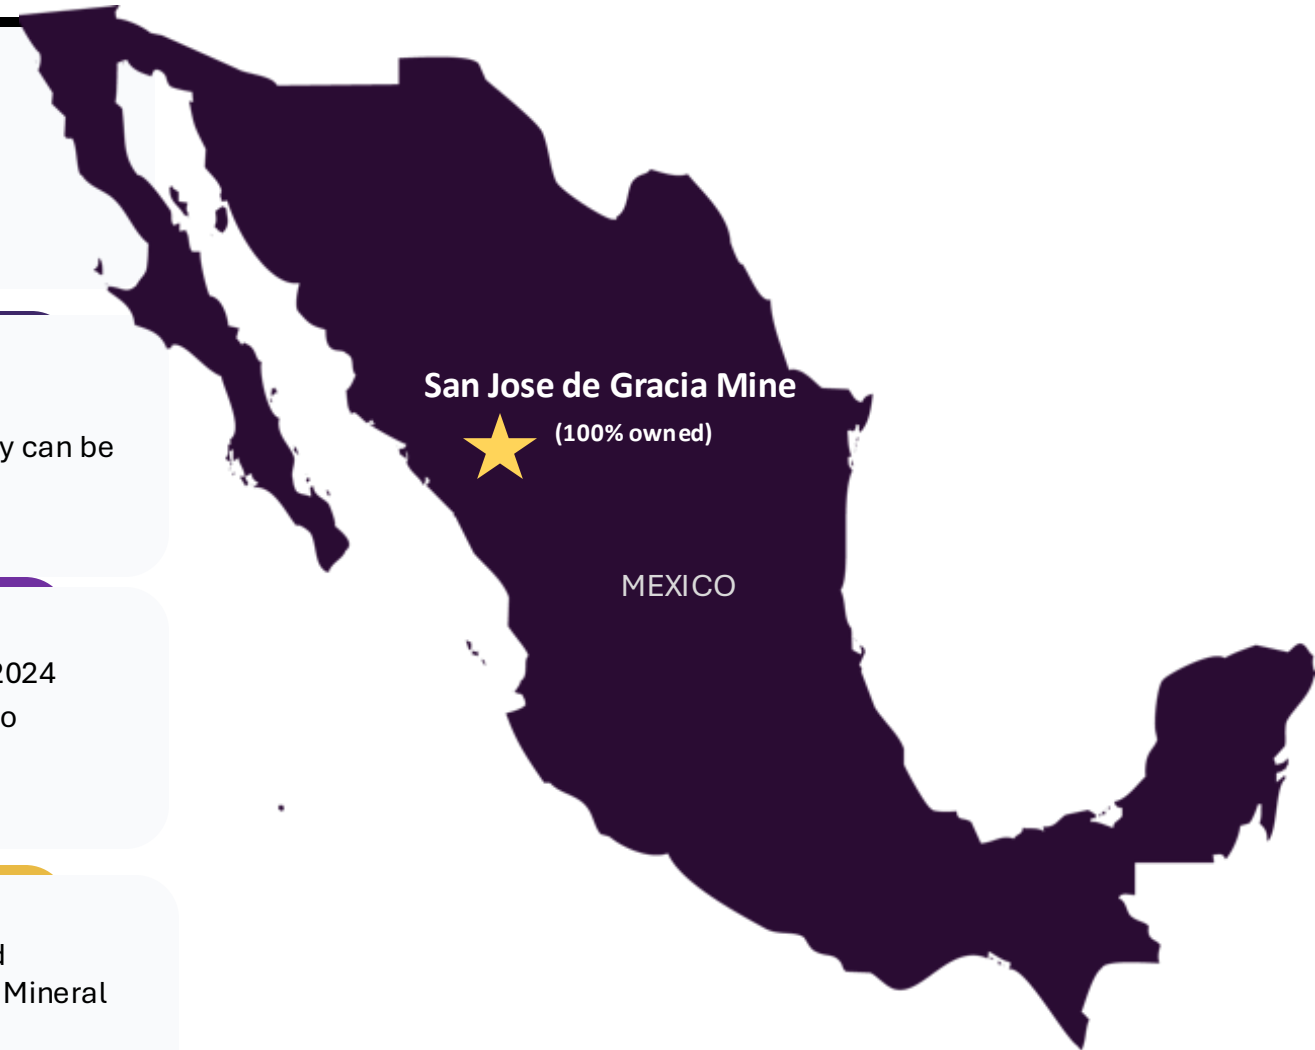 San Jose de Gracia Mine
(100% owned)
y can be
MEXICO
2024
o
d
Mineral